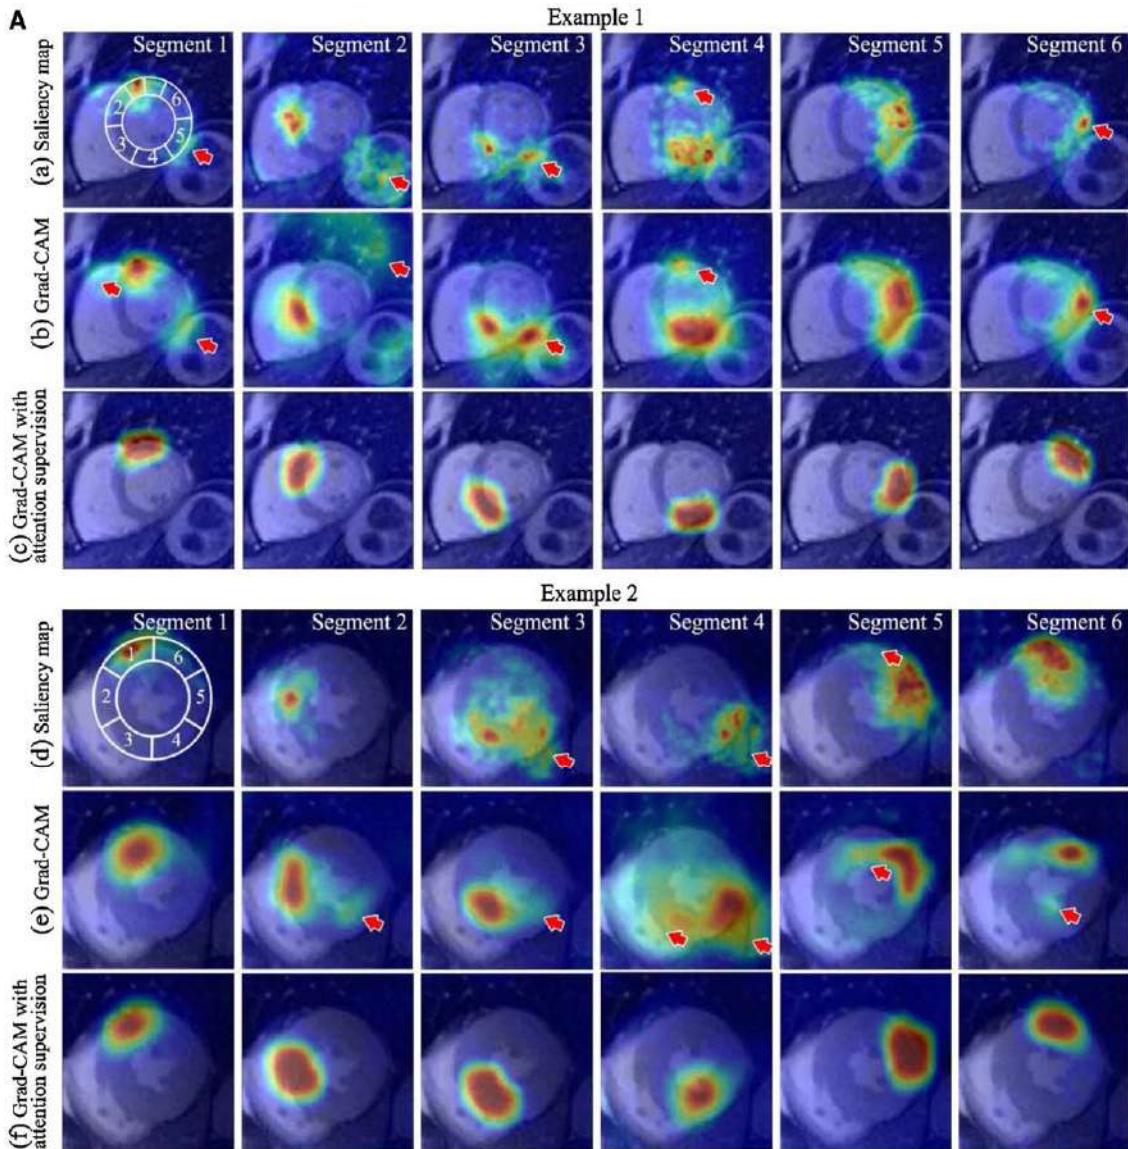 A
Example 1
Segment 1
Segment 2
Segment 3
Segment 4
Segment 5
Segment 6
(a) Saliency map
2
6
3
5
4
(b) Grad-CAM
(c) Grad-CAM with
attention supervision
Example 2
Segment 1
Segment 2
Segment 3
Segment 4
Segment 5
Segment 6
(d) Saliency map
1
6
2
5
3
4
(e) Grad-CAM
(f) Grad-CAM with
attention supervision